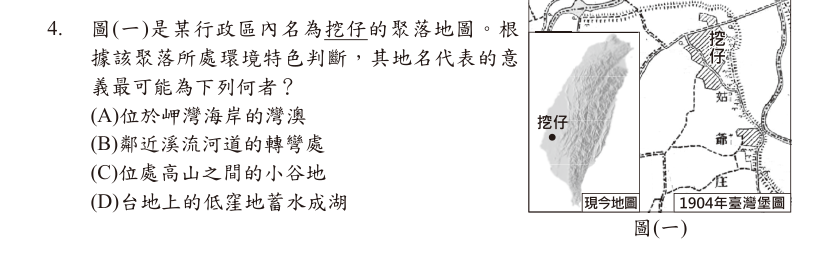 4. 圖(一)是某行政區內名為挖仔的聚落地圖。根
據該聚落所處環境特色判斷，其地名代表的意
義最可能為下列何者？
(A)位於岬灣海岸的灣澳
(B)鄰近溪流河道的轉彎處
(C)位處高山之間的小谷地
(D)台地上的低窪地蓄水成湖
挖仔
現今地圖
挖仔
姑
爺
庄
1904年臺灣堡圖
圖(一)